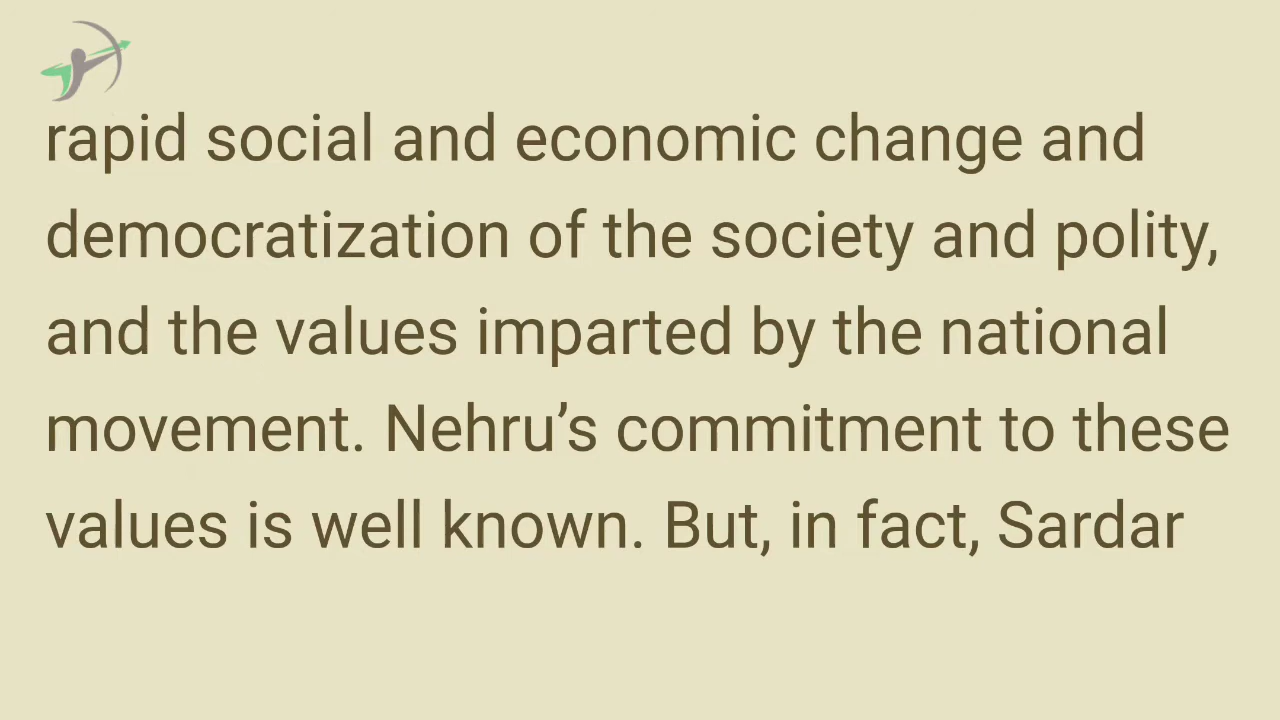 rapid social and economic change and
democratization of the society and polity,
and the values imparted by the national
movement. Nehru’s commitment to these
values is well known. But, in fact, Sardar